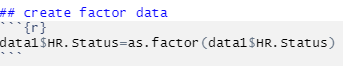 ## create factor data
```{r}
data1$HR.Status=as.factor(data1$HR.Status)
```